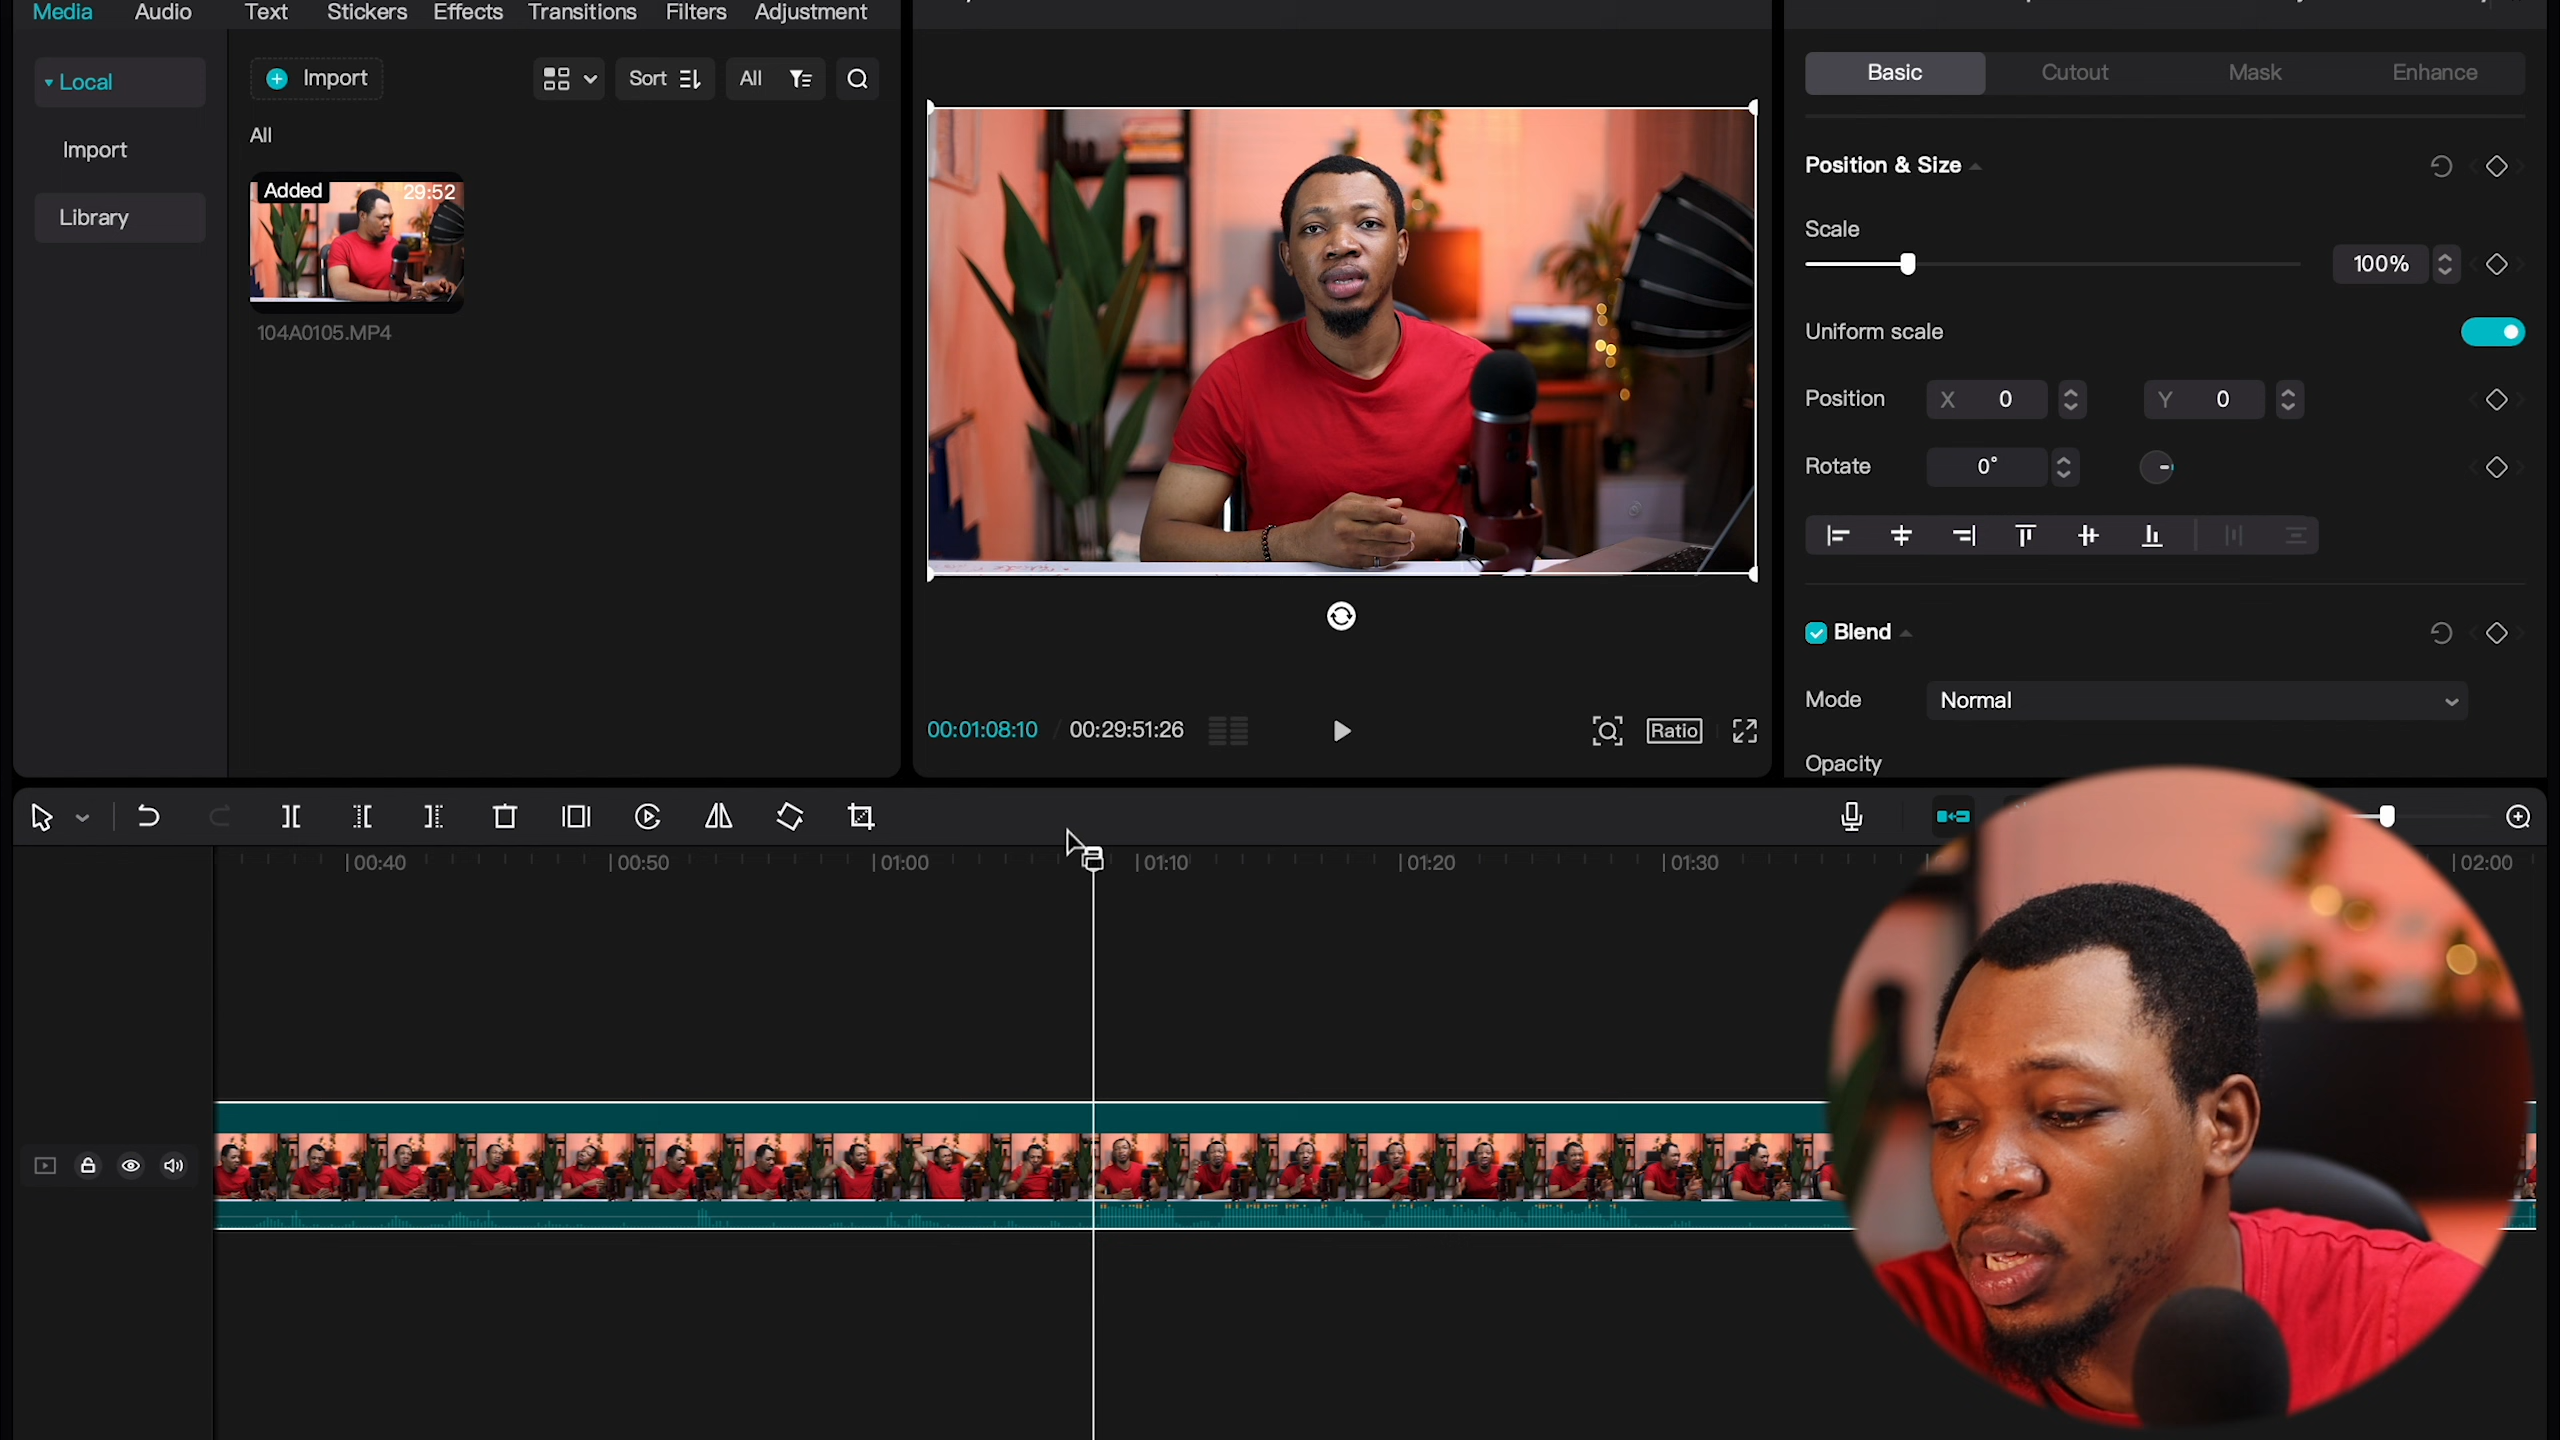 Media Audio Text Stickers Effects Transitions Filters Adjustment
Local
Import
Library
Import
Sort
All
All
Added 29:52
104A0105.MP4
00:01:08:10 / 00:29:51:26
Ratio
Basic Cutout Mask Enhance
Position & Size
Scale
100%
Uniform scale
Position X 0 Y 0
Rotate 0°
Blend
Mode Normal
Opacity
00:40 00:50 01:00 01:10 01:20 01:30 02:00